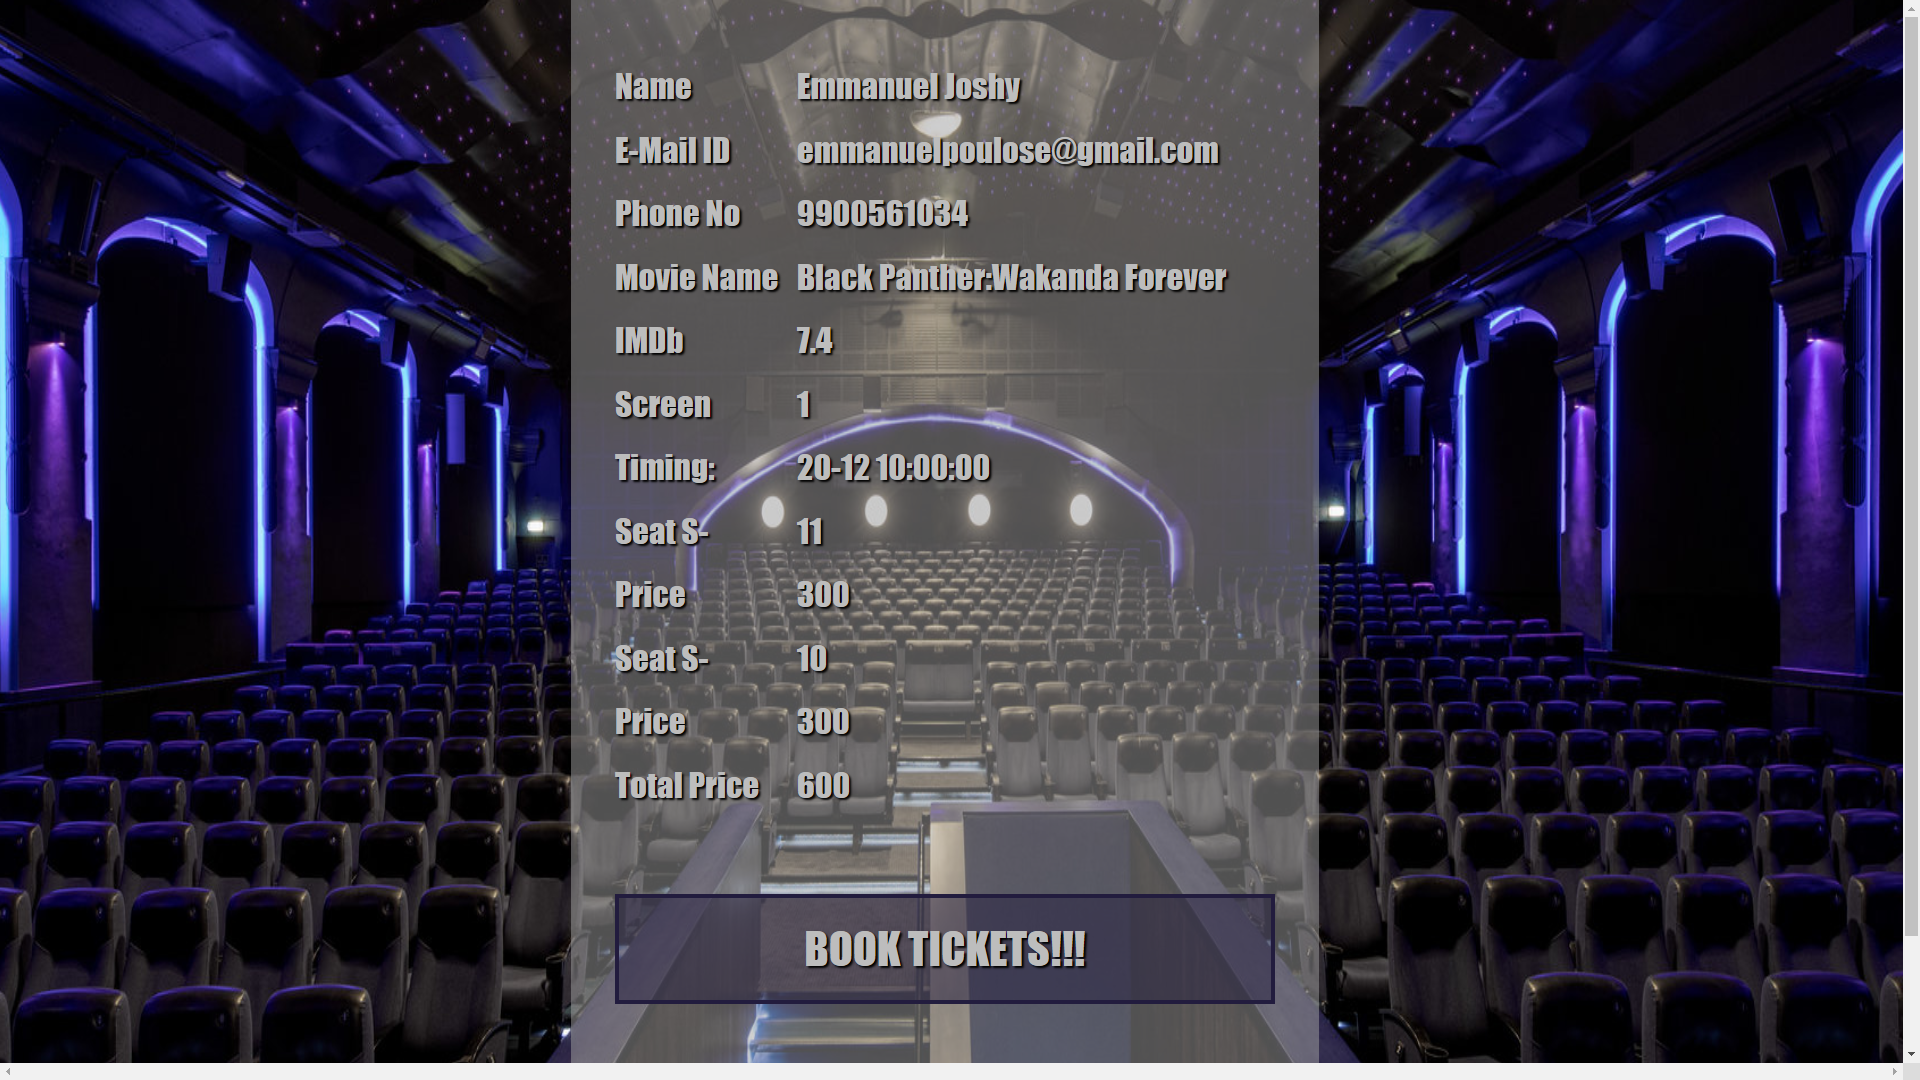 Name Emmanuel Joshy
E-Mail ID emmanuelpoulose@gmail.com
Phone No 9900561034
Movie Name Black Panther:Wakanda Forever
IMDb 7.4
Screen 1
Timing: 20-12 10:00:00
Seat S- 11
Price 300
Seat S- 10
Price 300
Total Price 600
BOOK TICKETS!!!